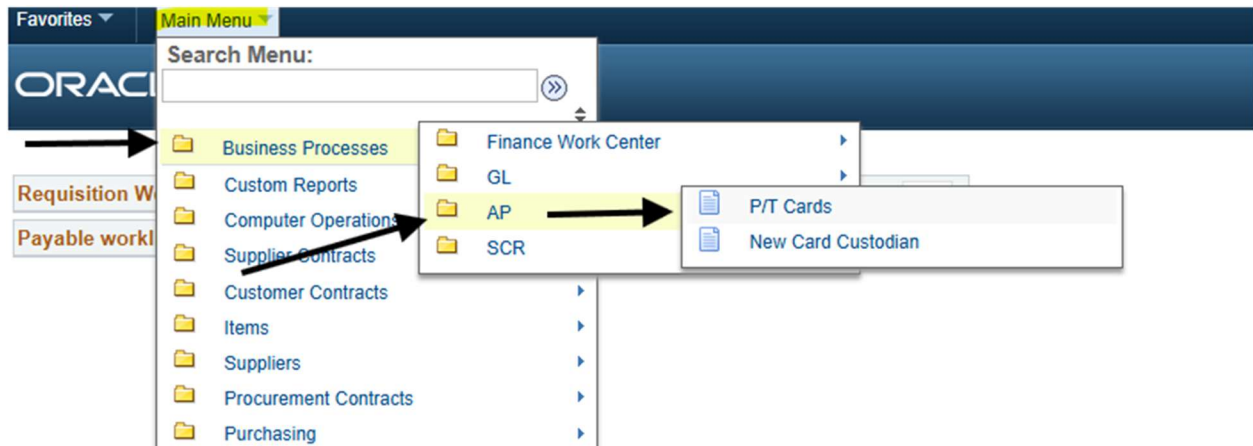 Favorites Main Menu
Search Menu:
ORACL
Business Processes
Custom Reports
Computer Operations
Supplier Contracts
Customer Contracts
Items
Suppliers
Procurement Contracts
Purchasing
Finance Work Center
GL
AP
SCR
P/T Cards
New Card Custodian
Requisition W
Payable workl